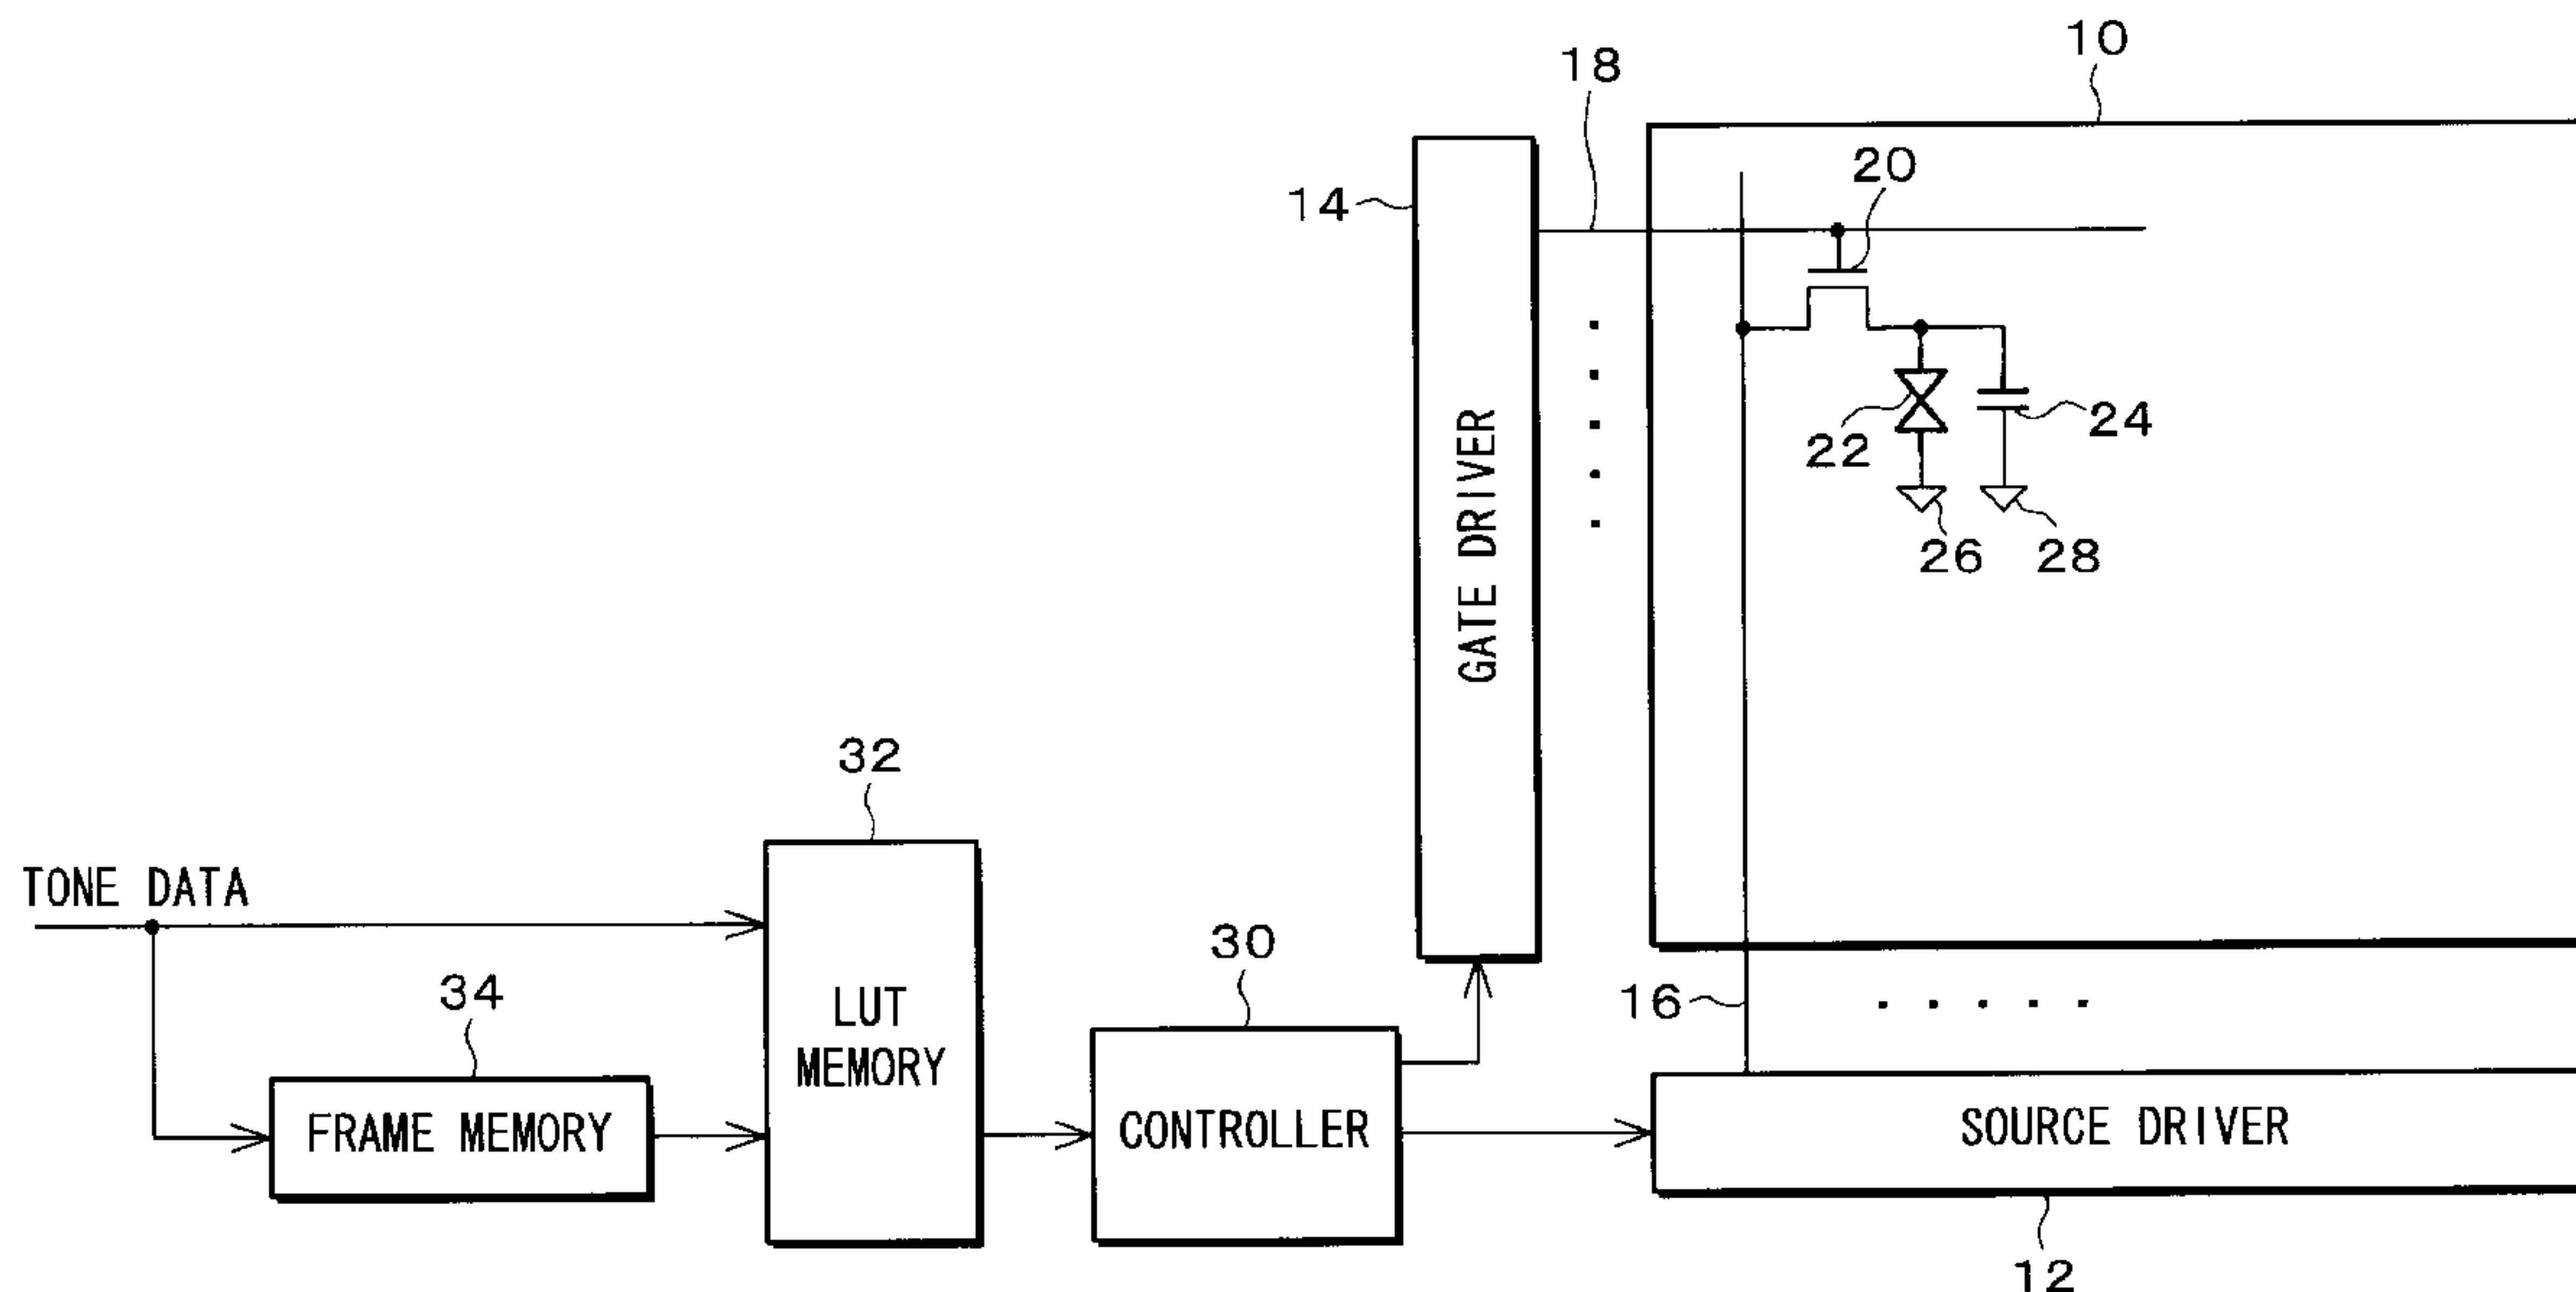 10
18
20
14
22
24
26
28
GATE DRIVER
32
TONE DATA
30
34
16
LUT
MEMORY
FRAME MEMORY
CONTROLLER
SOURCE DRIVER
12